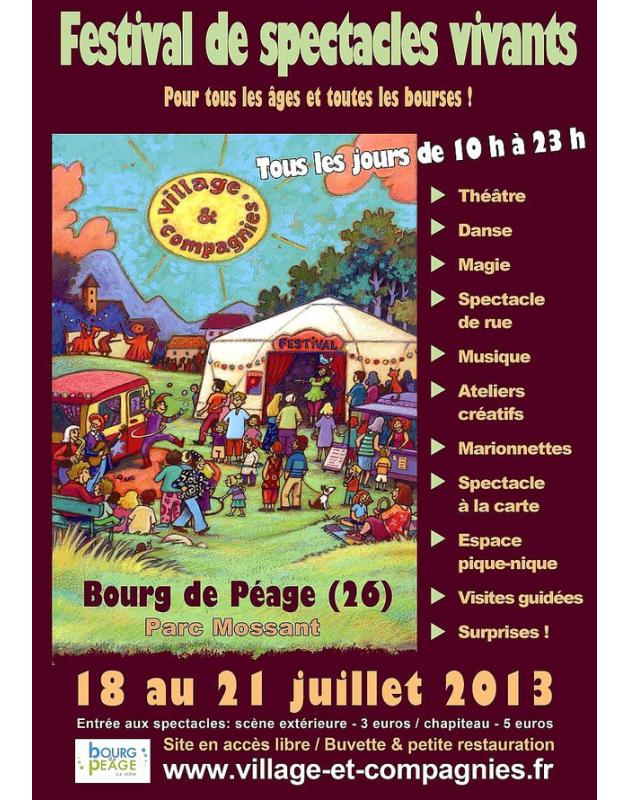 Festival de spectacles vivants
Pour tous les âges et toutes les bourses !
Tous les jours de 10 h à 23 h
village
&
compagnies
FESTIVAL
Théâtre
Danse
Magie
Spectacle
de rue
Musique
Ateliers
créatifs
Marionnettes
Spectacle
à la carte
Espace
pique-nique
Visites guidées
Surprises !
Bourg de Péage (26)
Parc Mossant
18 au 21 juillet 2013
Entrée aux spectacles: scène extérieure - 3 euros / chapiteau - 5 euros
BOURG
DE
PÉAGE
La ville
Site en accès libre / Buvette & petite restauration
www.village-et-compagnies.fr